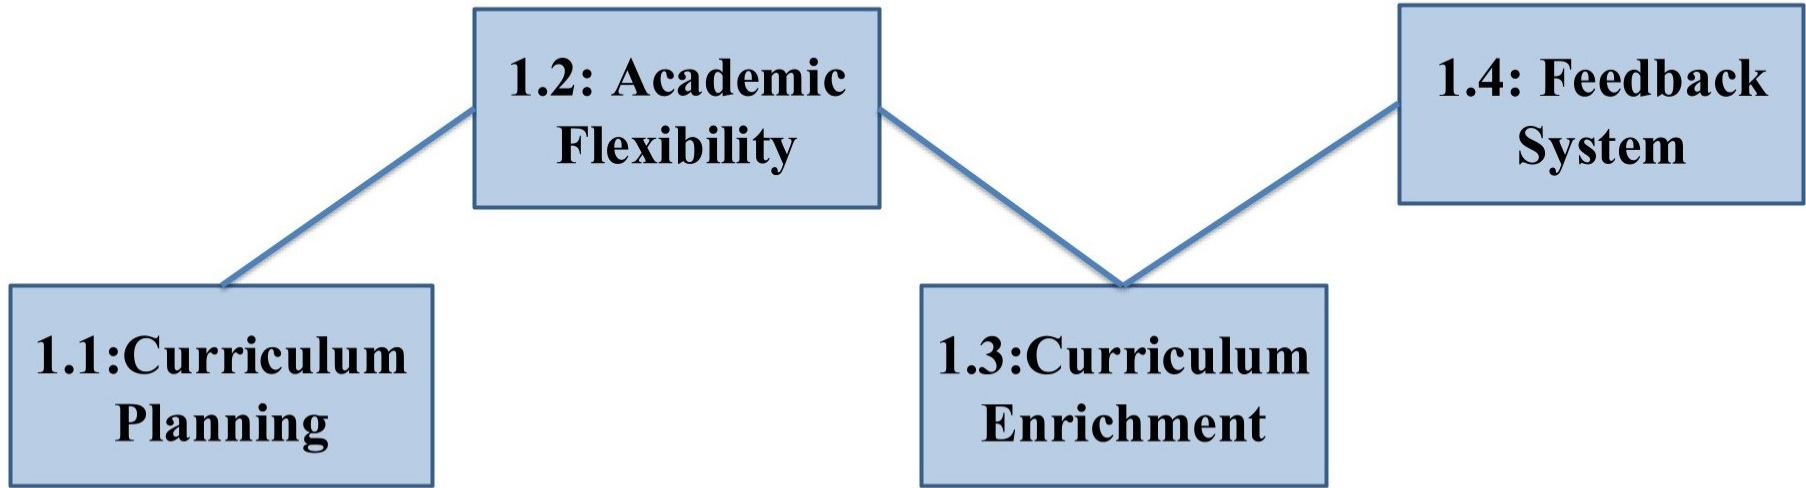 1.2: Academic
Flexibility
1.4: Feedback
System
1.1:Curriculum
Planning
1.3:Curriculum
Enrichment